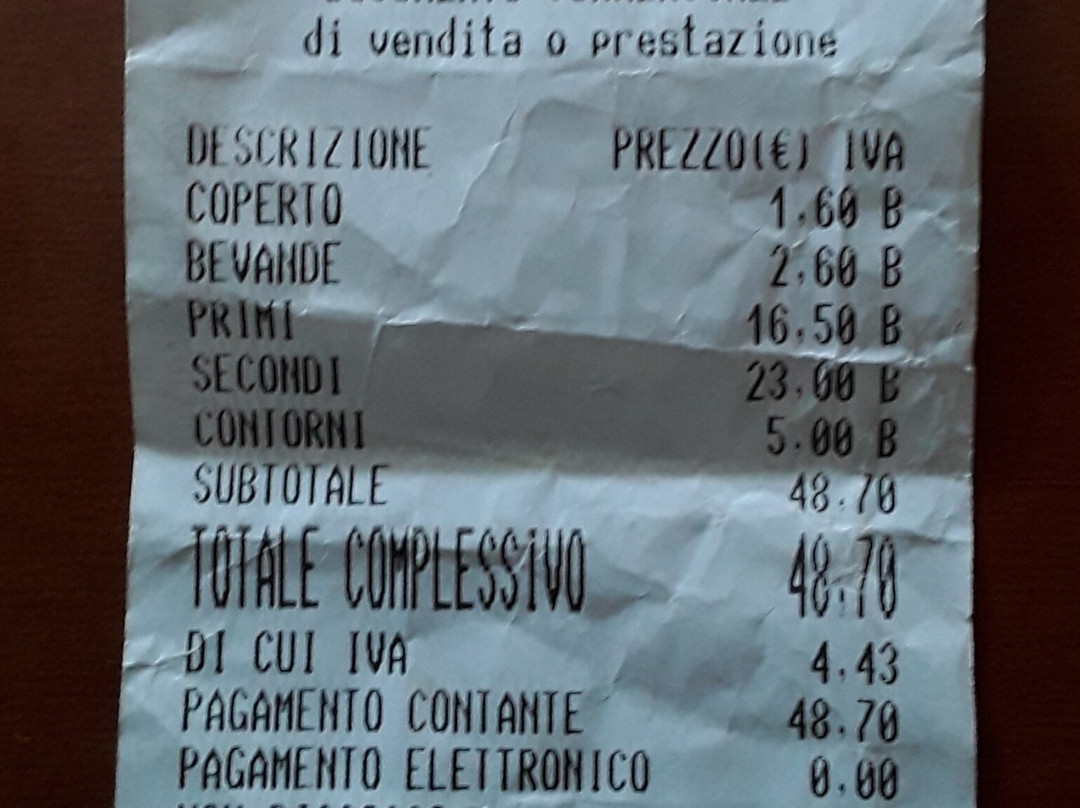 di vendita o prestazione
DESCRIZIONE PREZZO(€) IVA
COPERTO 1,60 B
BEVANDE 2,60 B
PRIMI 16,50 B
SECONDI 23,00 B
CONTORNI 5,00 B
SUBTOTALE 48,70
TOTALE COMPLESSIVO 48,70
DI CUI IVA 4,43
PAGAMENTO CONTANTE 48,70
PAGAMENTO ELETTRONICO 0,00